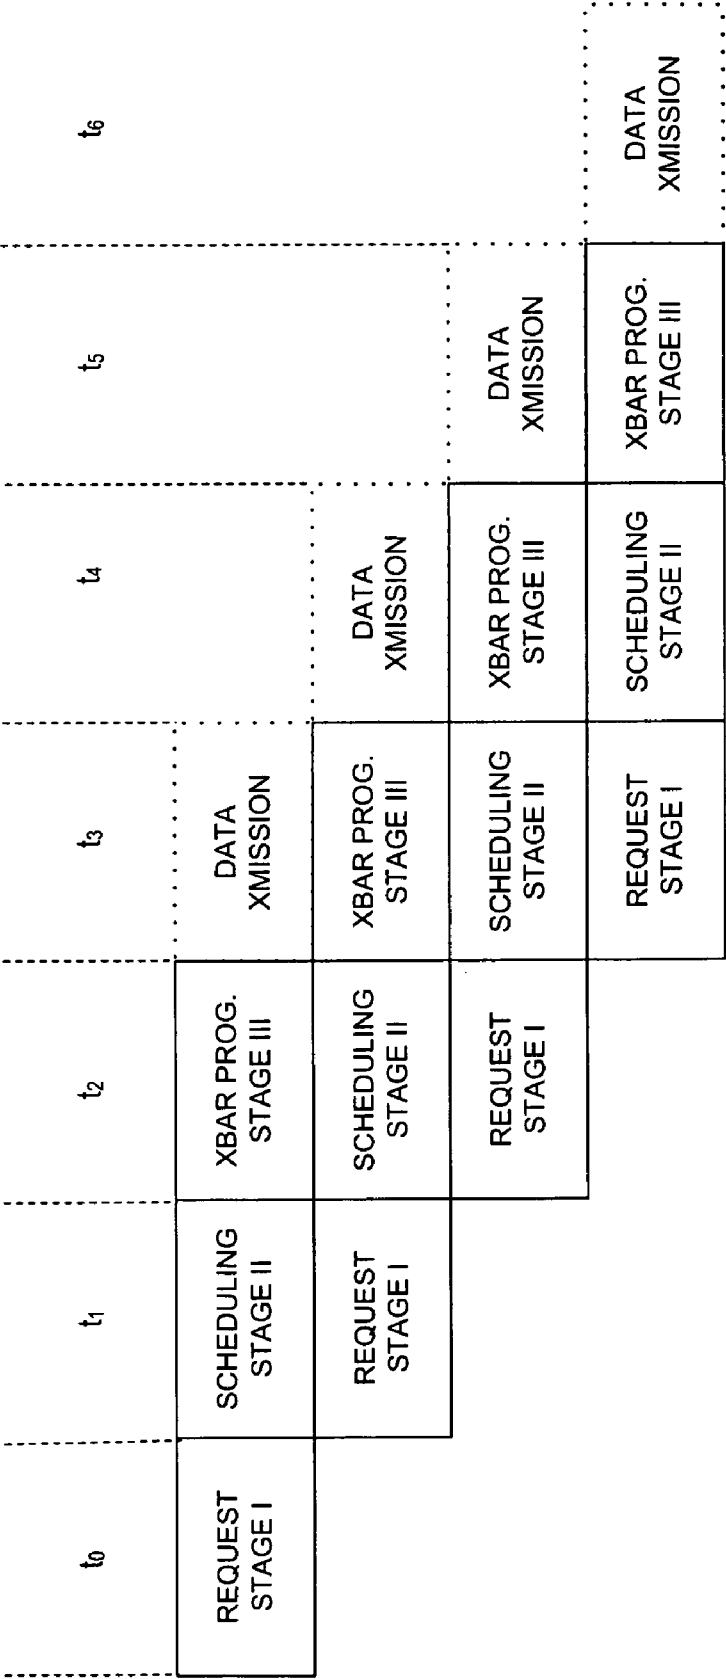 t0 t1 t2 t3 t4 t5 t6
REQUEST
STAGE I
SCHEDULING
STAGE II
XBAR PROG.
STAGE III
DATA
XMISSION
REQUEST
STAGE I
SCHEDULING
STAGE II
XBAR PROG.
STAGE III
DATA
XMISSION
REQUEST
STAGE I
SCHEDULING
STAGE II
XBAR PROG.
STAGE III
DATA
XMISSION
REQUEST
STAGE I
SCHEDULING
STAGE II
XBAR PROG.
STAGE III
DATA
XMISSION